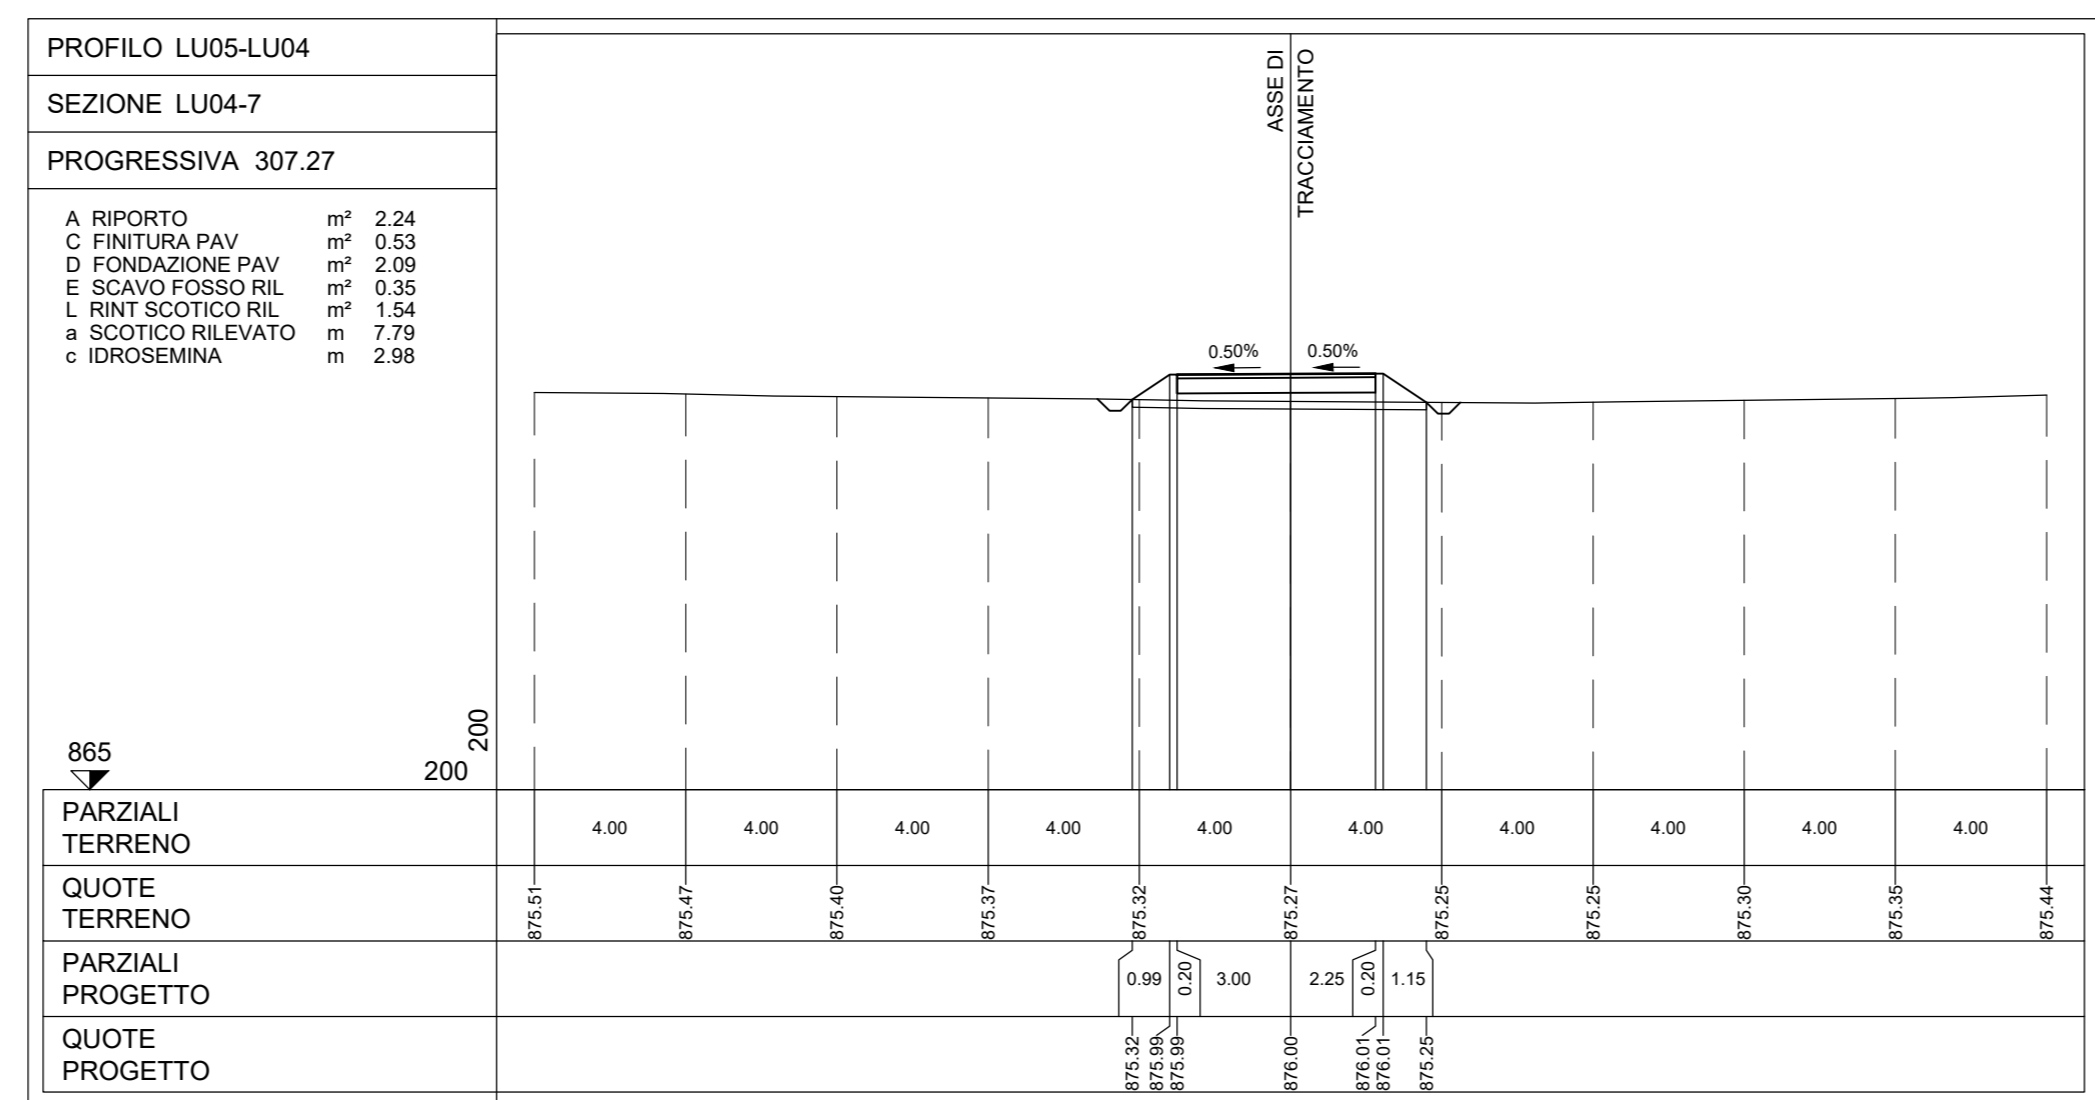 PROFILO LU05-LU04
SEZIONE LU04-7
PROGRESSIVA 307.27
A RIPORTO m² 2.24
C FINITURA PAV m² 0.53
D FONDAZIONE PAV m² 2.09
E SCAVO FOSSO RIL m² 0.35
L RINT SCOTICO RIL m² 1.54
a SCOTICO RILEVATO m 7.79
c IDROSEMINA m 2.98
ASSE DI
TRACCIAMENTO
0.50% 0.50%
865
200
200
PARZIALI
TERRENO
4.00 4.00 4.00 4.00 4.00 4.00 4.00 4.00 4.00 4.00
QUOTE
TERRENO
875.51 875.47 875.40 875.37 875.32 875.27 875.25 875.25 875.30 875.35 875.44
PARZIALI
PROGETTO
0.99 0.20 3.00 2.25 0.20 1.15
QUOTE
PROGETTO
875.32 875.99 875.99 876.00 876.01 876.01 875.25